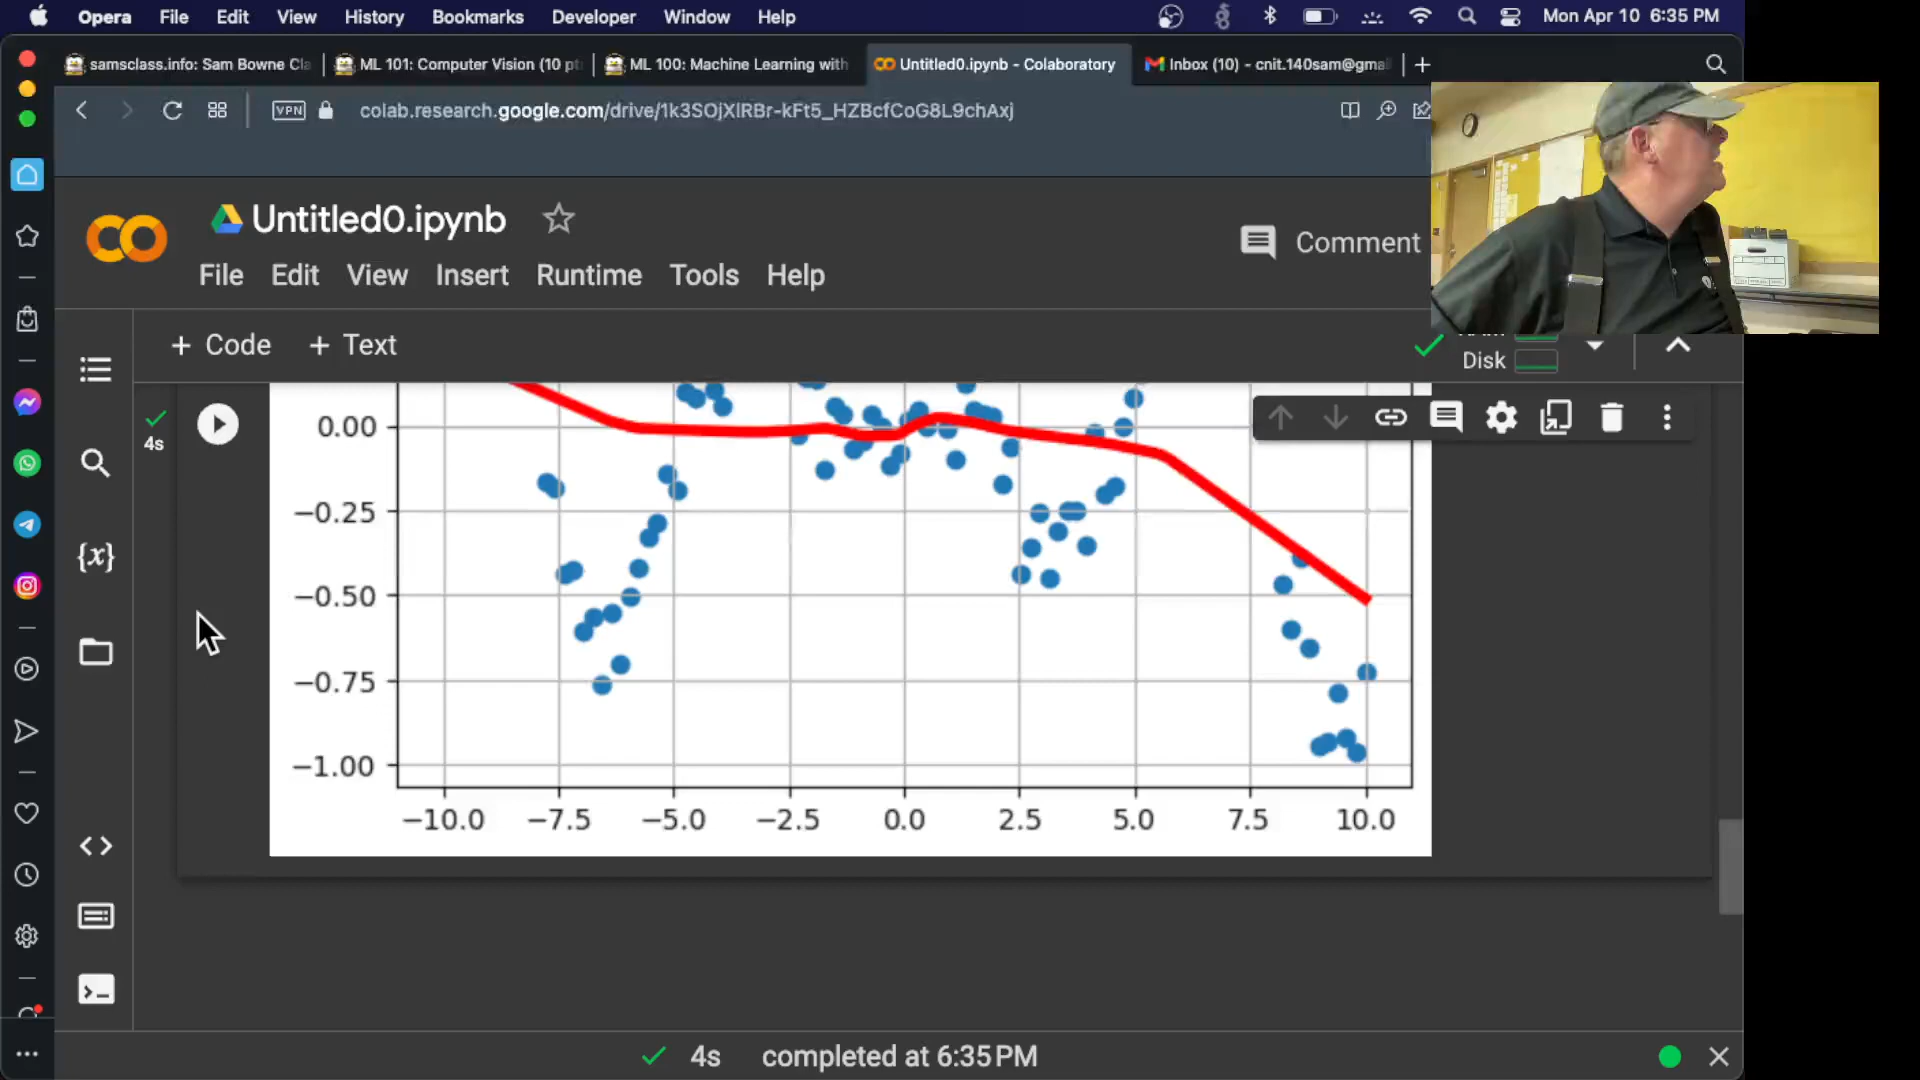 Opera File Edit View History Bookmarks Developer Window Help Mon Apr 10 6:35 PM
samsclass.info: Sam Bowne Cla ML 101: Computer Vision (10 pt ML 100: Machine Learning with Untitled0.ipynb - Colaboratory Inbox (10) - cnit.140sam@gmai
VPN colab.research.google.com/drive/1k3SOjXlRBr-kFt5_HZBcfCoG8L9chAxj
Untitled0.ipynb
Comment
File Edit View Insert Runtime Tools Help
+ Code + Text
Disk
4s
{x}
0.00
−0.25
−0.50
−0.75
−1.00
−10.0 −7.5 −5.0 −2.5 0.0 2.5 5.0 7.5 10.0
4s completed at 6:35 PM